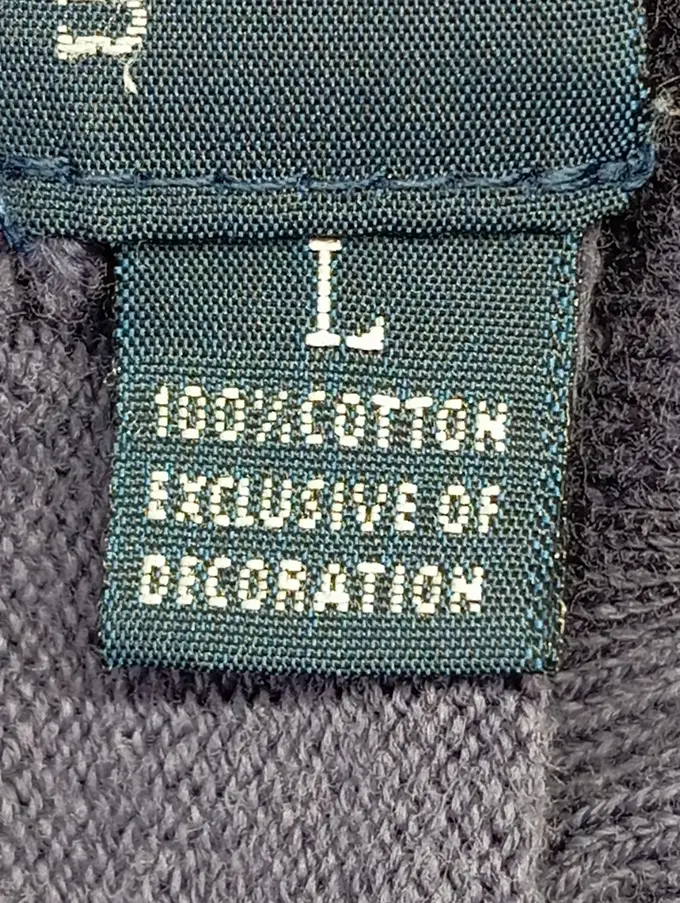 L
100%COTTON
EXCLUSIVE OF
DECORATION